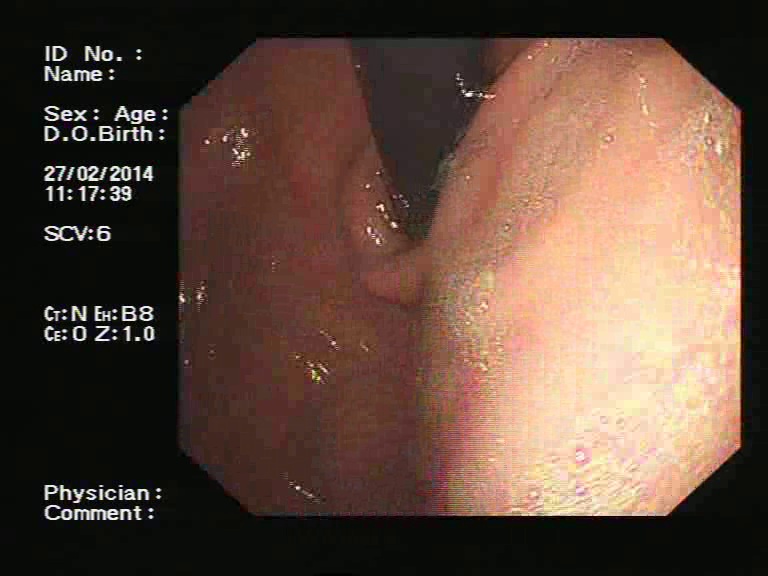 ID No. :
Name :
Sex : Age :
D.O.Birth :
27/02/2014
11:17:39
SCV:6
CT:N EH:B8
CE:0 Z:1.0
Physician :
Comment :